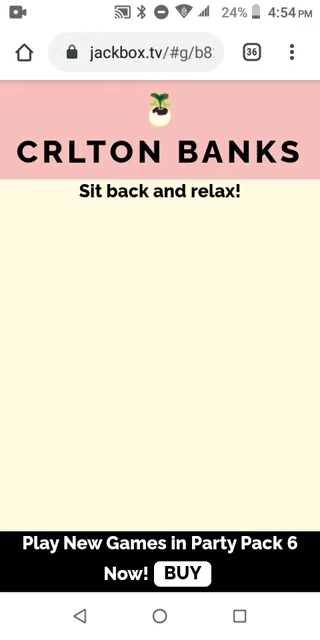 24% 4:54 PM
jackbox.tv/#g/b8
36
CRLTON BANKS
Sit back and relax!
Play New Games in Party Pack 6
Now! BUY